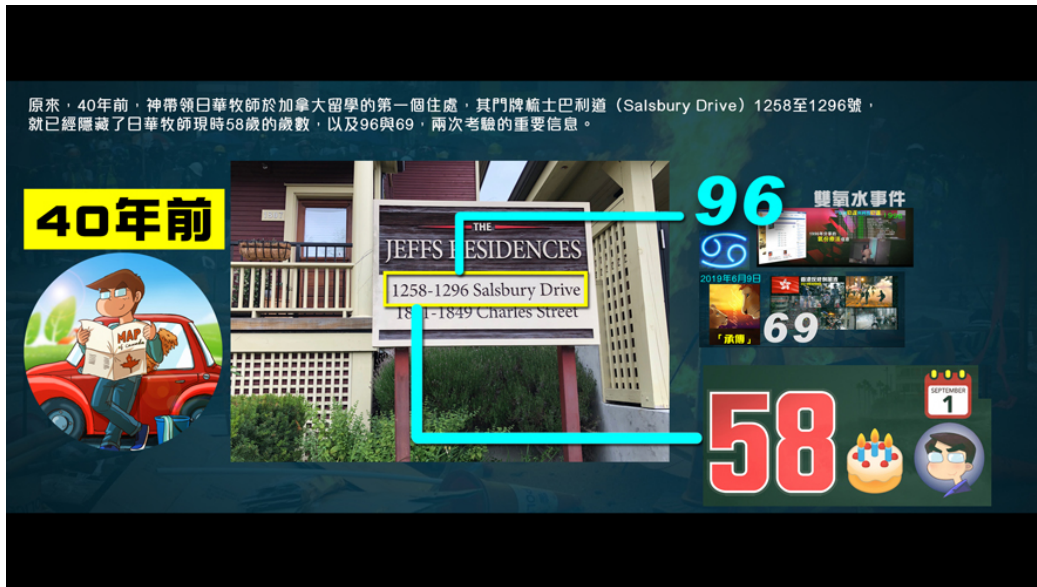 原來，40年前，神帶領日華牧師於加拿大留學的第一個住處，其門牌梳士巴利道（Salsbury Drive）1258至1296號，
就已經隱藏了日華牧師現時58歲的歲數，以及96與69，兩次考驗的重要信息。
40年前
MAP
of Canada
THE
JEFFS RESIDENCES
1258-1296 Salsbury Drive
1811-1849 Charles Street
96
雙氧水事件
2019年6月9日
「承傳」
69
58
SEPTEMBER
1